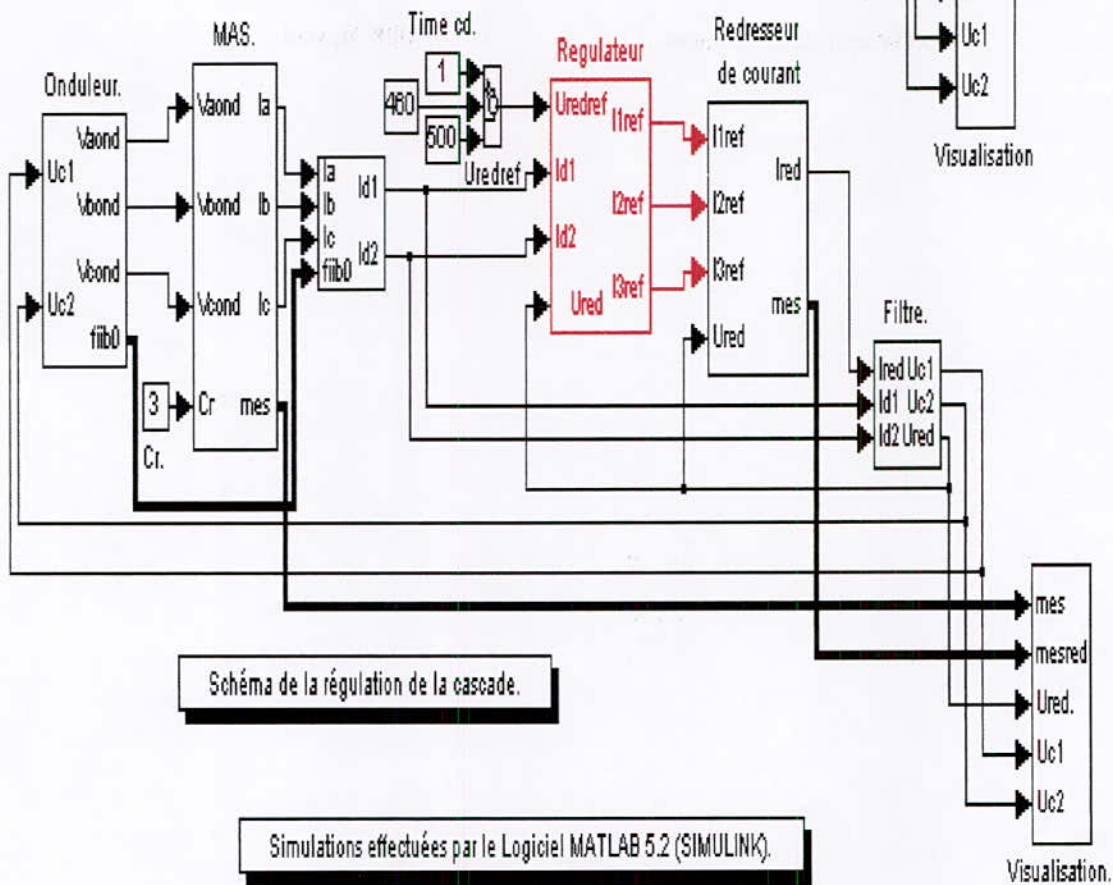 Uc1
Uc2
Visualisation
Time cd.
MAS.
Redresseur
de courant
Regulateur
Onduleur.
1
460
500
Uredref
Vaond
Vbond
Vcond
fiib0
Uc1
Uc2
Vaond
Vbond
Vcond
Cr
Ia
Ib
Ic
mes
3
Cr.
Ia
Ib
Ic
fiib0
Id1
Id2
Uredref
Id1
Id2
Ured
I1ref
I2ref
I3ref
I1ref
I2ref
I3ref
Ured
Ired
mes
Filtre.
Ired Uc1
Id1 Uc2
Id2 Ured
mes
mesred
Ured.
Uc1
Uc2
Visualisation.
Schéma de la régulation de la cascade.
Simulations effectuées par le Logiciel MATLAB 5.2 (SIMULINK).